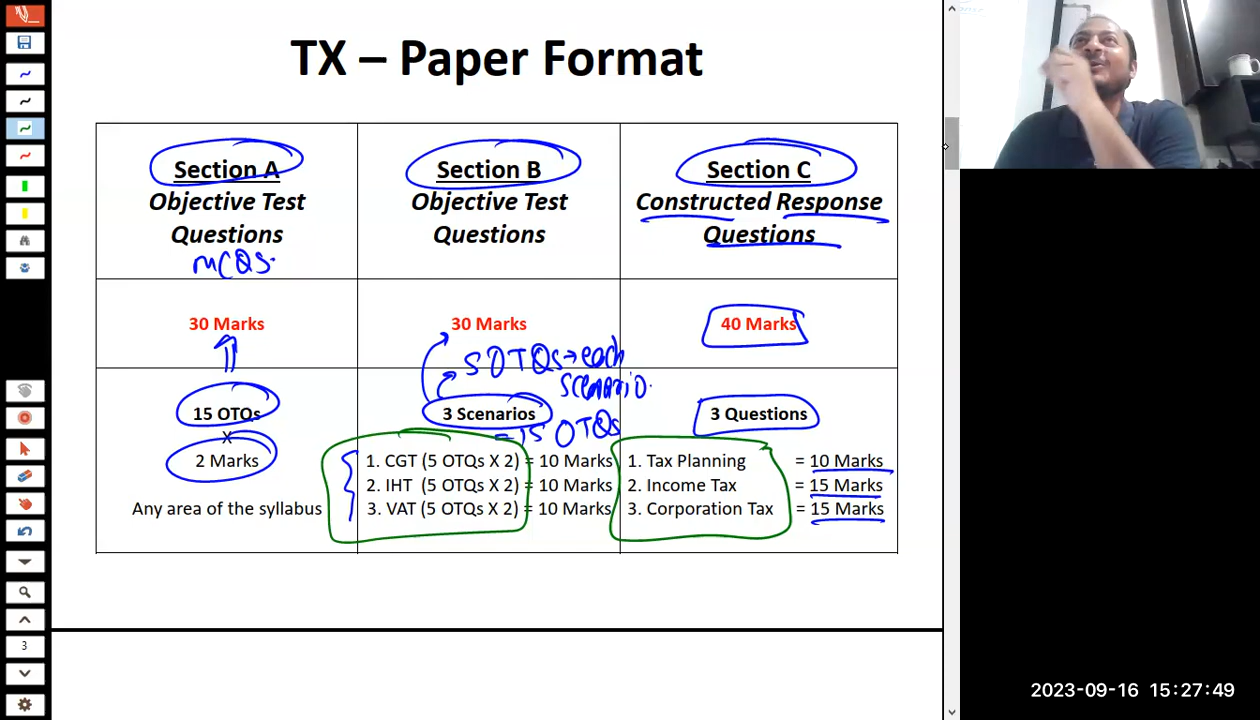 TX – Paper Format
Section A
Objective Test
Questions
MCQs.
Section B
Objective Test
Questions
Section C
Constructed Response
Questions
30 Marks
30 Marks
40 Marks
15 OTQs
X
2 Marks
Any area of the syllabus
5 OTQs → each
scenario.
3 Scenarios
= 15 OTQs
1. CGT (5 OTQs X 2) = 10 Marks
2. IHT (5 OTQs X 2) = 10 Marks
3. VAT (5 OTQs X 2) = 10 Marks
3 Questions
1. Tax Planning = 10 Marks
2. Income Tax = 15 Marks
3. Corporation Tax = 15 Marks
3
2023-09-16 15:27:49